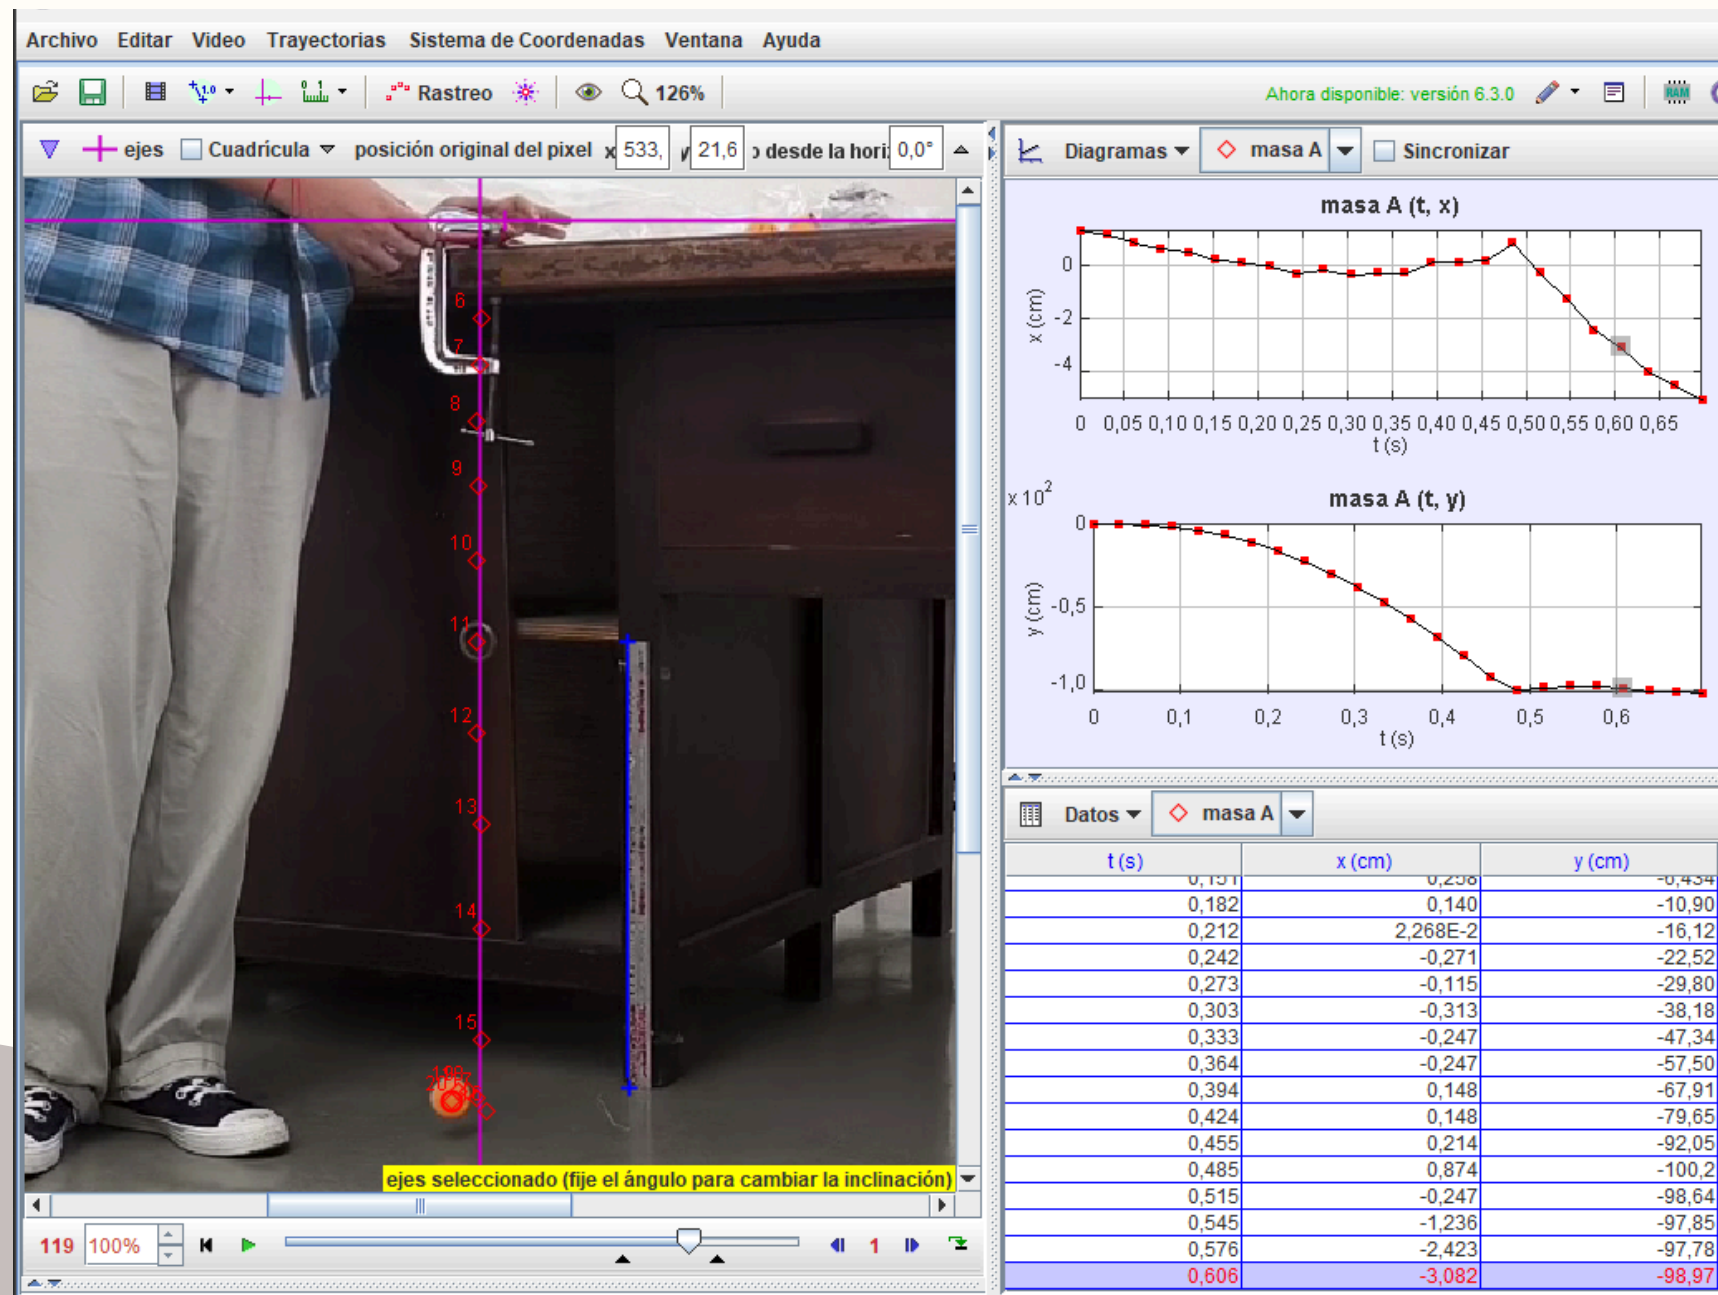 Archivo Editar Video Trayectorias Sistema de Coordenadas Ventana Ayuda
Rastreo 126% Ahora disponible: versión 6.3.0
ejes Cuadrícula posición original del pixel x 533, y 21,6 o desde la hori: 0,0°
Diagramas masa A Sincronizar
6
7
8
9
10
11
12
13
14
15
ejes seleccionado (fije el ángulo para cambiar la inclinación)
119 100% 1
masa A (t, x)
x (cm)
0
-2
-4
0 0,05 0,10 0,15 0,20 0,25 0,30 0,35 0,40 0,45 0,50 0,55 0,60 0,65
t (s)
x 10²
masa A (t, y)
y (cm)
0
-0,5
-1,0
0 0,1 0,2 0,3 0,4 0,5 0,6
t (s)
Datos masa A
t (s) x (cm) y (cm)
0,151 0,258 -6,434
0,182 0,140 -10,90
0,212 2,268E-2 -16,12
0,242 -0,271 -22,52
0,273 -0,115 -29,80
0,303 -0,313 -38,18
0,333 -0,247 -47,34
0,364 -0,247 -57,50
0,394 0,148 -67,91
0,424 0,148 -79,65
0,455 0,214 -92,05
0,485 0,874 -100,2
0,515 -0,247 -98,64
0,545 -1,236 -97,85
0,576 -2,423 -97,78
0,606 -3,082 -98,97